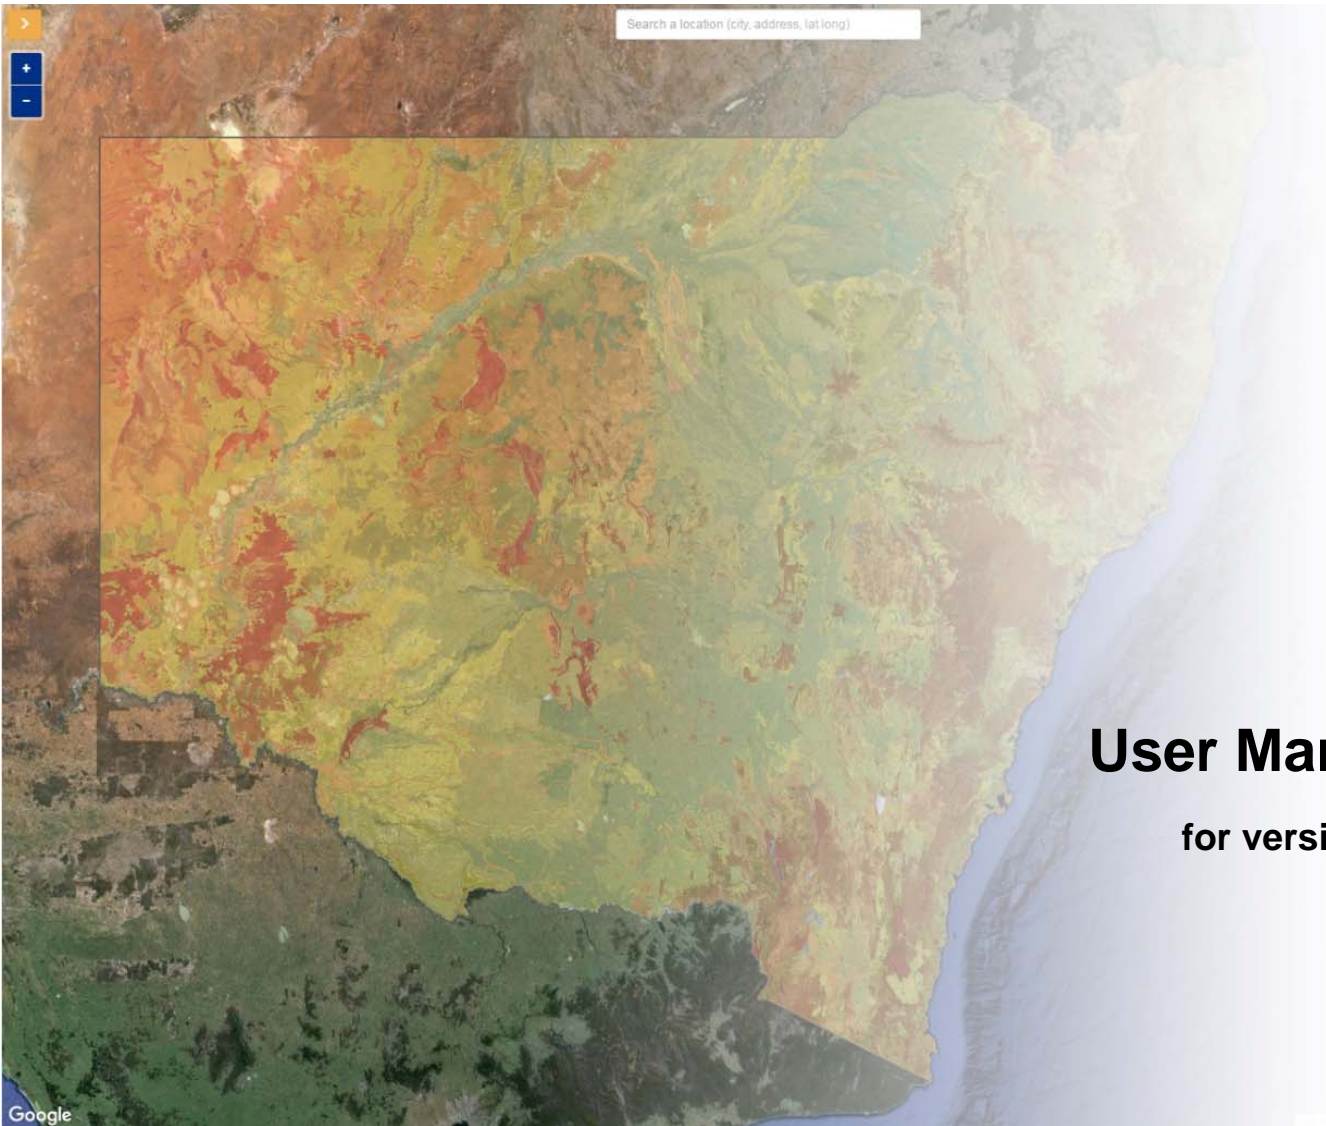 ›
Search a location (city, address, lat long)
+
-
User Mar
for versi
Google